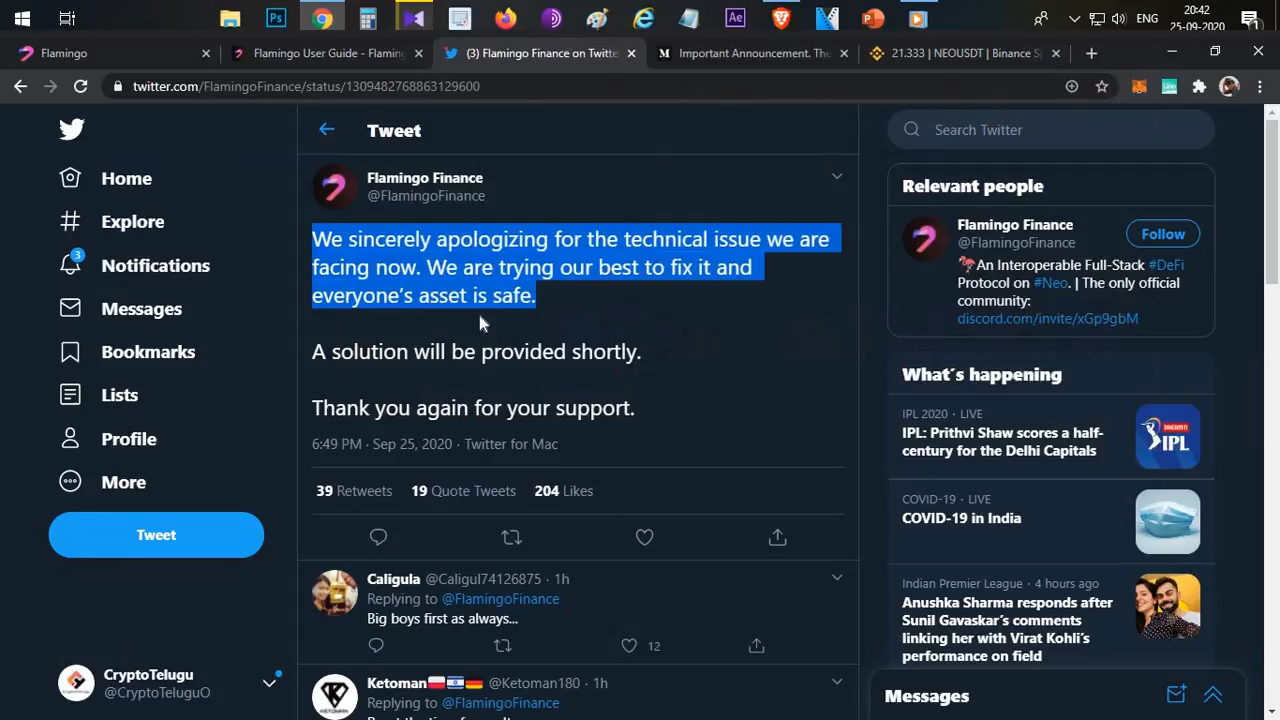 20:42
ENG
25-09-2020
Flamingo
Flamingo User Guide - Flaming
(3) Flamingo Finance on Twitte
Important Announcement. The
21.333 | NEOUSDT | Binance S
twitter.com/FlamingoFinance/status/1309482768863129600
Home
Explore
3
Notifications
Messages
Bookmarks
Lists
Profile
More
Tweet
CryptoTelugu
@CryptoTeluguO
Tweet
Flamingo Finance
@FlamingoFinance
We sincerely apologizing for the technical issue we are
facing now. We are trying our best to fix it and
everyone's asset is safe.
A solution will be provided shortly.
Thank you again for your support.
6:49 PM · Sep 25, 2020 · Twitter for Mac
39 Retweets 19 Quote Tweets 204 Likes
Caligula @Caligul74126875 · 1h
Replying to @FlamingoFinance
Big boys first as always...
12
Ketoman @Ketoman180 · 1h
Replying to @FlamingoFinance
Search Twitter
Relevant people
Flamingo Finance
@FlamingoFinance
Follow
An Interoperable Full-Stack #DeFi
Protocol on #Neo. | The only official
community:
discord.com/invite/xGp9gbM
What's happening
IPL 2020 · LIVE
IPL: Prithvi Shaw scores a half-
century for the Delhi Capitals
IPL
COVID-19 · LIVE
COVID-19 in India
Indian Premier League · 4 hours ago
Anushka Sharma responds after
Sunil Gavaskar's comments
linking her with Virat Kohli's
performance on field
Messages